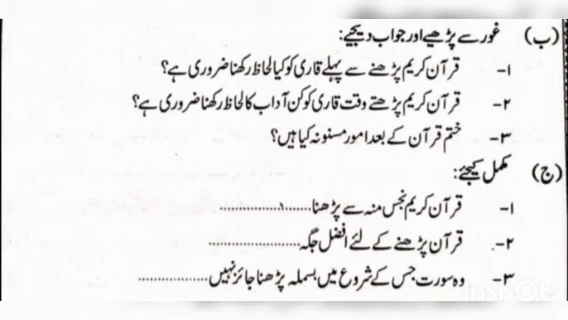 (ب) غور سے پڑھیے اور جواب دیجیے:
۱- قرآن کریم پڑھنے سے پہلے قاری کو کیا لحاظ رکھنا ضروری ہے؟
۲- قرآن کریم پڑھتے وقت قاری کو کن آداب کا لحاظ رکھنا ضروری ہے؟
۳- ختم قرآن کے بعد امور مسنونہ کیا ہیں؟
(ج) مکمل کیجئے:
۱- قرآن کریم نجس منہ سے پڑھنا......................
۲- قرآن پڑھنے کے لئے افضل جگہ......................
۳- وہ سورت جس کے شروع میں بسملہ پڑھنا جائز نہیں..................
InShOt